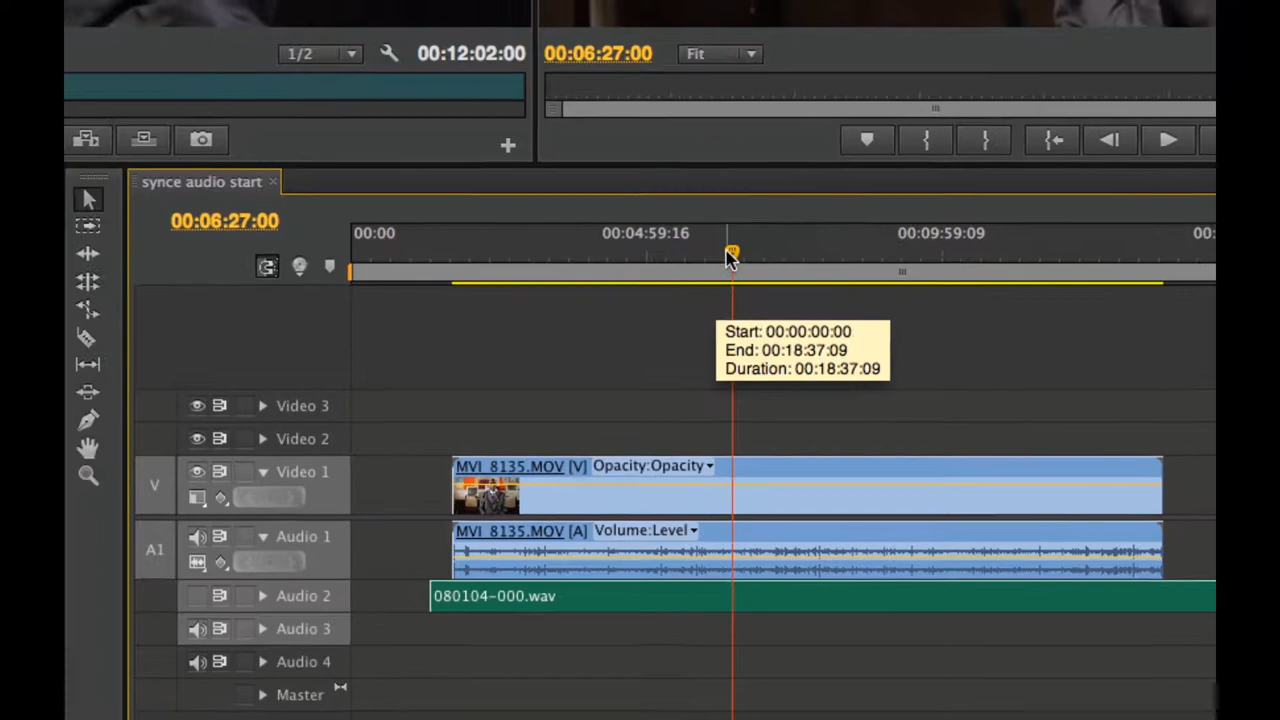 1/2
00:12:02:00
00:06:27:00
Fit
synce audio start
00:06:27:00
00:00
00:04:59:16
00:09:59:09
00:
Start: 00:00:00:00
End: 00:18:37:09
Duration: 00:18:37:09
Video 3
Video 2
V
Video 1
MVI_8135.MOV [V] Opacity:Opacity
A1
Audio 1
MVI_8135.MOV [A] Volume:Level
Audio 2
080104-000.wav
Audio 3
Audio 4
Master